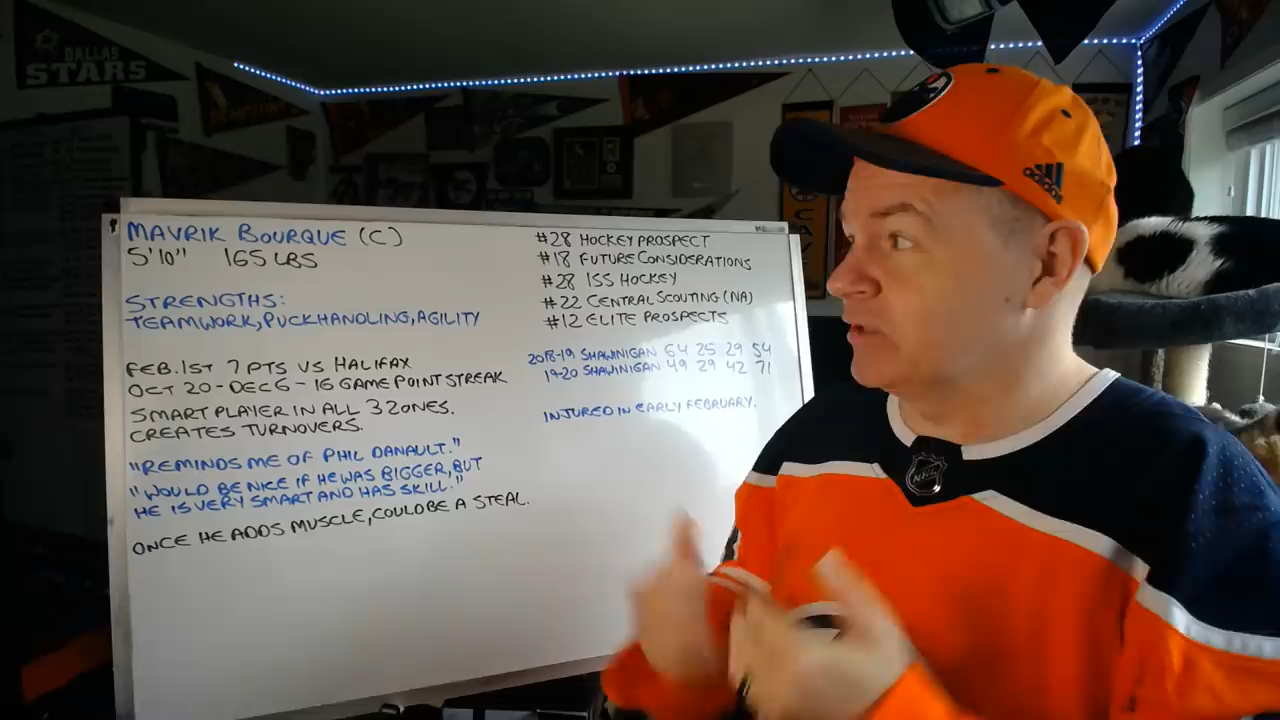 DALLAS
STARS
MAVRIK BOURQUE (C)
5'10" 165 LBS
STRENGTHS:
TEAMWORK, PUCKHANDLING, AGILITY
FEB. 1ST 7 PTS VS HALIFAX
OCT 20 - DEC 6 - 16 GAME POINT STREAK
SMART PLAYER IN ALL 3 ZONES.
CREATES TURNOVERS.
"REMINDS ME OF PHIL DANAULT."
"WOULD BE NICE IF HE WAS BIGGER, BUT
HE IS VERY SMART AND HAS SKILL."
ONCE HE ADDS MUSCLE, COULD BE A STEAL.
#28 HOCKEY PROSPECT
#18 FUTURE CONSIDERATIONS
#28 ISS HOCKEY
#22 CENTRAL SCOUTING (NA)
#12 ELITE PROSPECTS
2018-19 SHAWINIGAN 64 25 29 54
19-20 SHAWINIGAN 49 29 42 71
INJURED IN EARLY FEBRUARY.
adidas
NHL